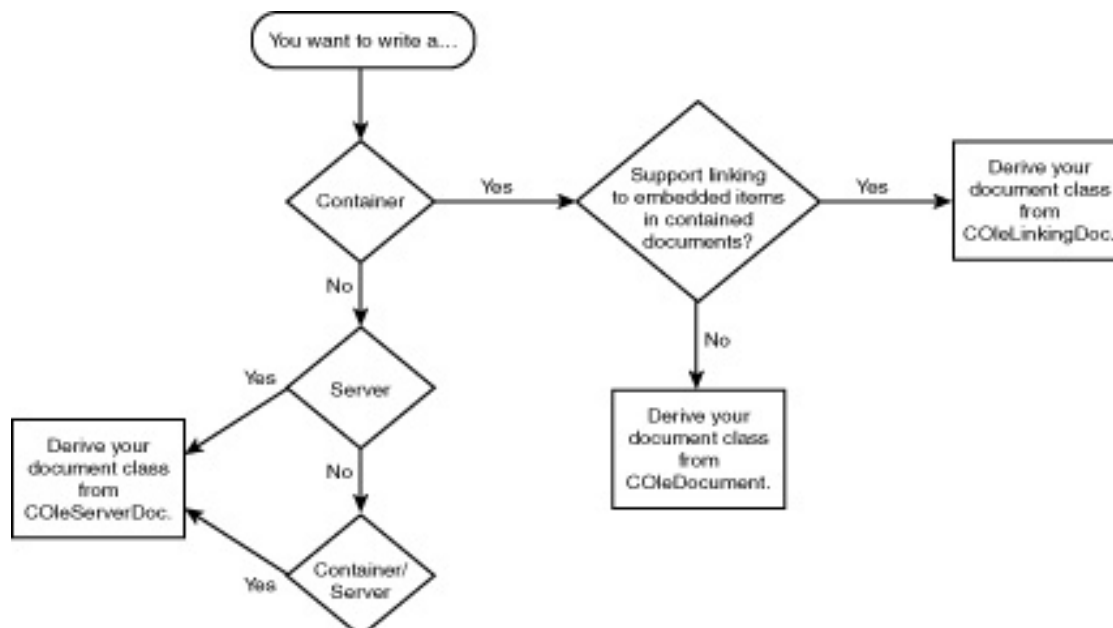 You want to write a...
Container
Yes
Support linking
to embedded items
in contained
documents?
Yes
Derive your
document class
from
COleLinkingDoc.
No
No
Server
Yes
Derive your
document class
from
COleDocument.
Derive your
document class
from
COleServerDoc.
No
Container/
Server
Yes